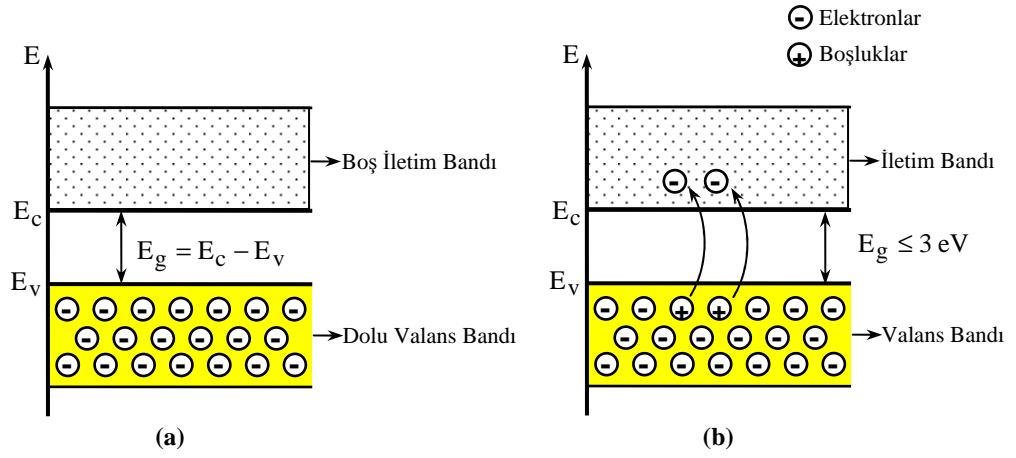 Elektronlar
Boşluklar
E
Boş İletim Bandı
E_c
E_g = E_c − E_v
E_v
Dolu Valans Bandı
(a)
E
İletim Bandı
E_c
E_g ≤ 3 eV
E_v
Valans Bandı
(b)